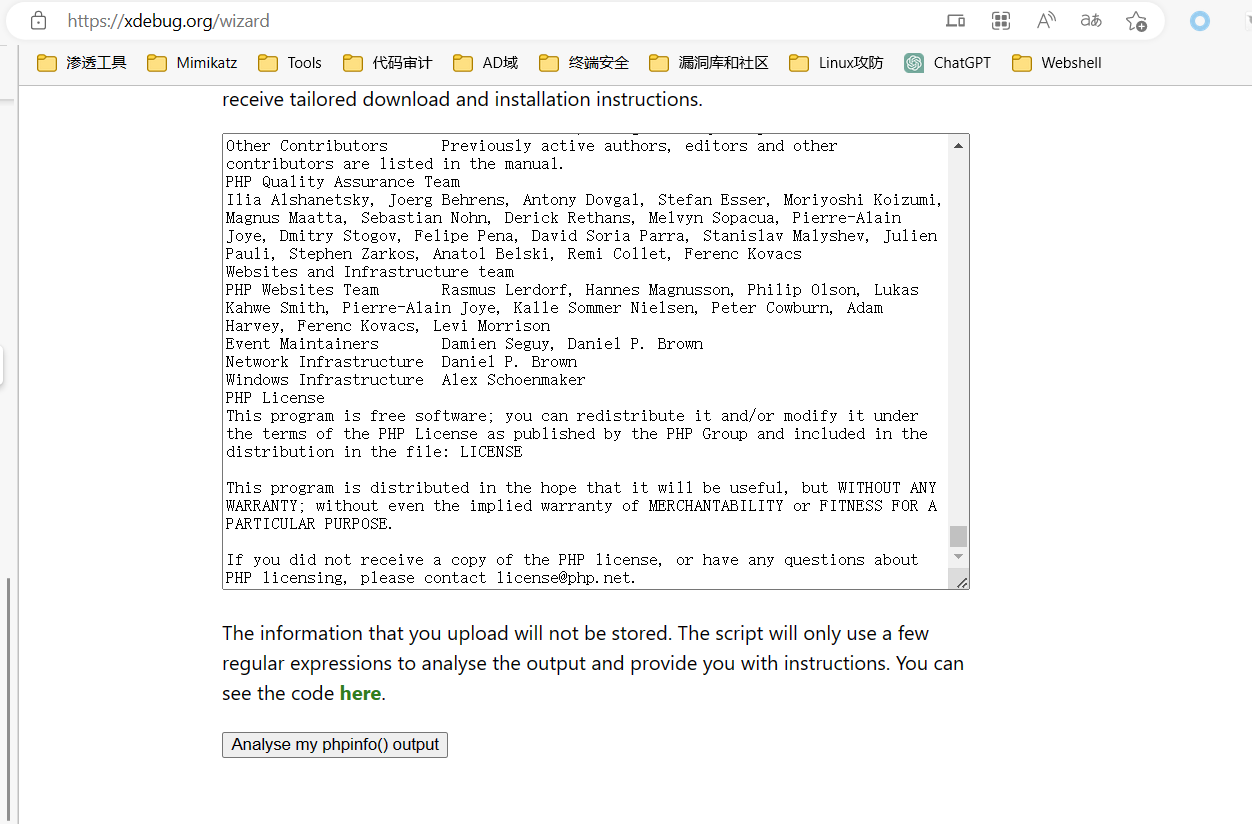 https://xdebug.org/wizard
渗透工具 Mimikatz Tools 代码审计 AD域 终端安全 漏洞库和社区 Linux攻防 ChatGPT Webshell
receive tailored download and installation instructions.
Other Contributors Previously active authors, editors and other
contributors are listed in the manual.
PHP Quality Assurance Team
Ilia Alshanetsky, Joerg Behrens, Antony Dovgal, Stefan Esser, Moriyoshi Koizumi,
Magnus Maatta, Sebastian Nohn, Derick Rethans, Melvyn Sopacua, Pierre-Alain
Joye, Dmitry Stogov, Felipe Pena, David Soria Parra, Stanislav Malyshev, Julien
Pauli, Stephen Zarkos, Anatol Belski, Remi Collet, Ferenc Kovacs
Websites and Infrastructure team
PHP Websites Team Rasmus Lerdorf, Hannes Magnusson, Philip Olson, Lukas
Kahwe Smith, Pierre-Alain Joye, Kalle Sommer Nielsen, Peter Cowburn, Adam
Harvey, Ferenc Kovacs, Levi Morrison
Event Maintainers Damien Seguy, Daniel P. Brown
Network Infrastructure Daniel P. Brown
Windows Infrastructure Alex Schoenmaker
PHP License
This program is free software; you can redistribute it and/or modify it under
the terms of the PHP License as published by the PHP Group and included in the
distribution in the file: LICENSE
This program is distributed in the hope that it will be useful, but WITHOUT ANY
WARRANTY; without even the implied warranty of MERCHANTABILITY or FITNESS FOR A
PARTICULAR PURPOSE.
If you did not receive a copy of the PHP license, or have any questions about
PHP licensing, please contact license@php.net.
The information that you upload will not be stored. The script will only use a few
regular expressions to analyse the output and provide you with instructions. You can
see the code here.
Analyse my phpinfo() output